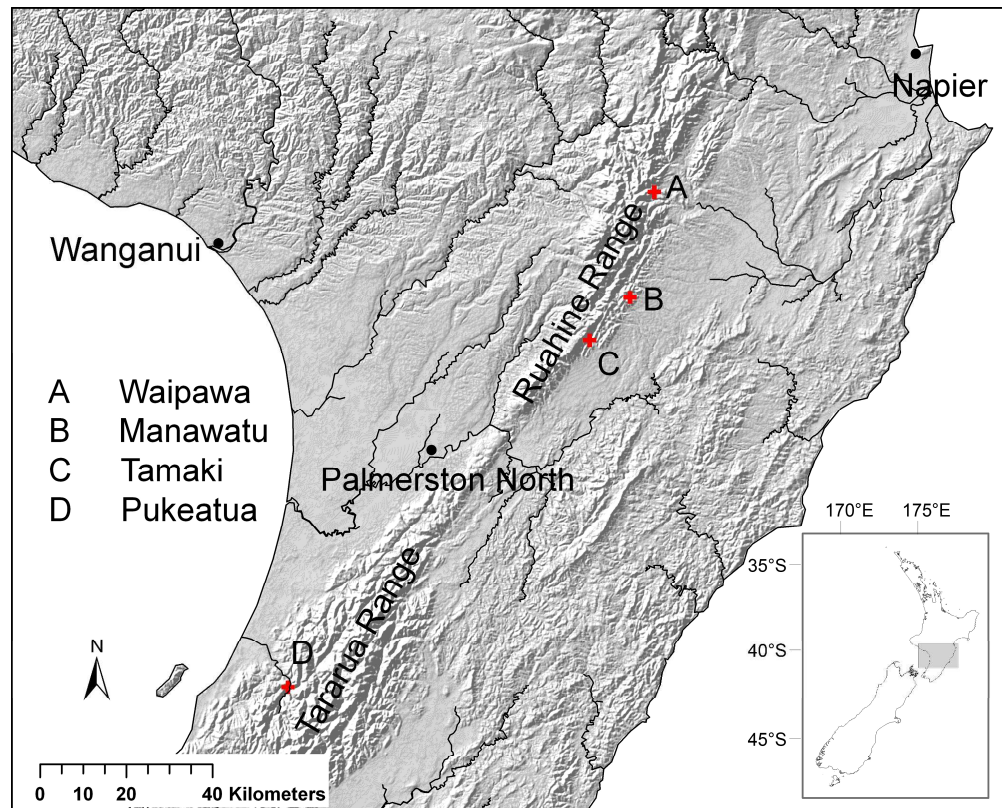 Napier
A
Wanganui
Ruahine Range
B
C
A Waipawa
B Manawatu
C Tamaki
D Pukeatua
Palmerston North
170°E 175°E
35°S
40°S
45°S
Tararua Range
D
N
0 10 20 40 Kilometers